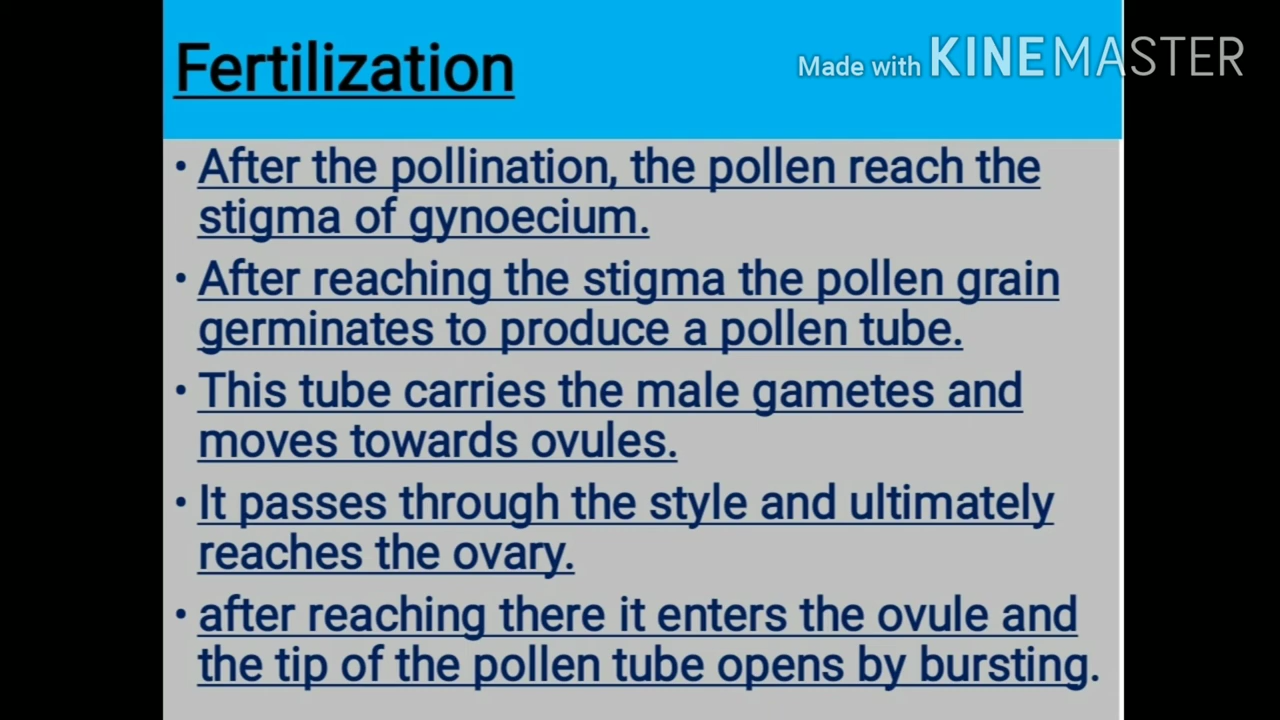 Fertilization
Made with KINEMASTER
• After the pollination, the pollen reach the
stigma of gynoecium.
• After reaching the stigma the pollen grain
germinates to produce a pollen tube.
• This tube carries the male gametes and
moves towards ovules.
• It passes through the style and ultimately
reaches the ovary.
• after reaching there it enters the ovule and
the tip of the pollen tube opens by bursting.